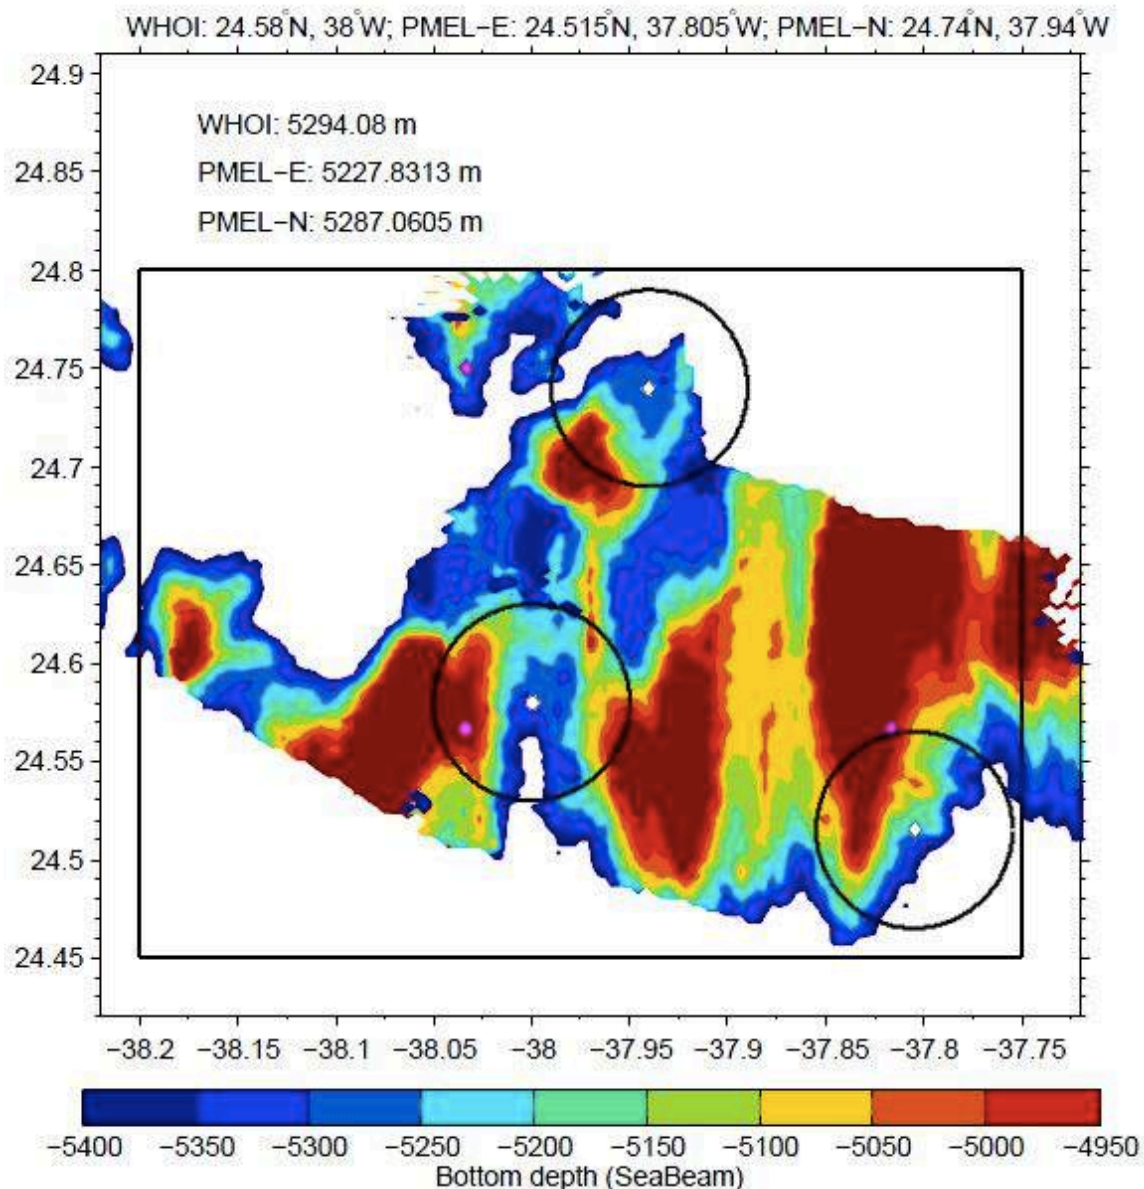 WHOI: 24.58°N, 38°W; PMEL−E: 24.515°N, 37.805°W; PMEL−N: 24.74°N, 37.94°W
24.9
WHOI: 5294.08 m
24.85
PMEL−E: 5227.8313 m
PMEL−N: 5287.0605 m
24.8
24.75
24.7
24.65
24.6
24.55
24.5
24.45
−38.2 −38.15 −38.1 −38.05 −38 −37.95 −37.9 −37.85 −37.8 −37.75
−5400 −5350 −5300 −5250 −5200 −5150 −5100 −5050 −5000 −4950
Bottom depth (SeaBeam)